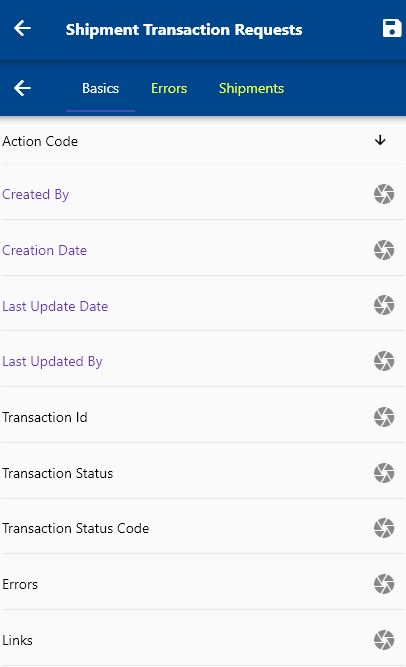 Shipment Transaction Requests
Basics Errors Shipments
Action Code
Created By
Creation Date
Last Update Date
Last Updated By
Transaction Id
Transaction Status
Transaction Status Code
Errors
Links